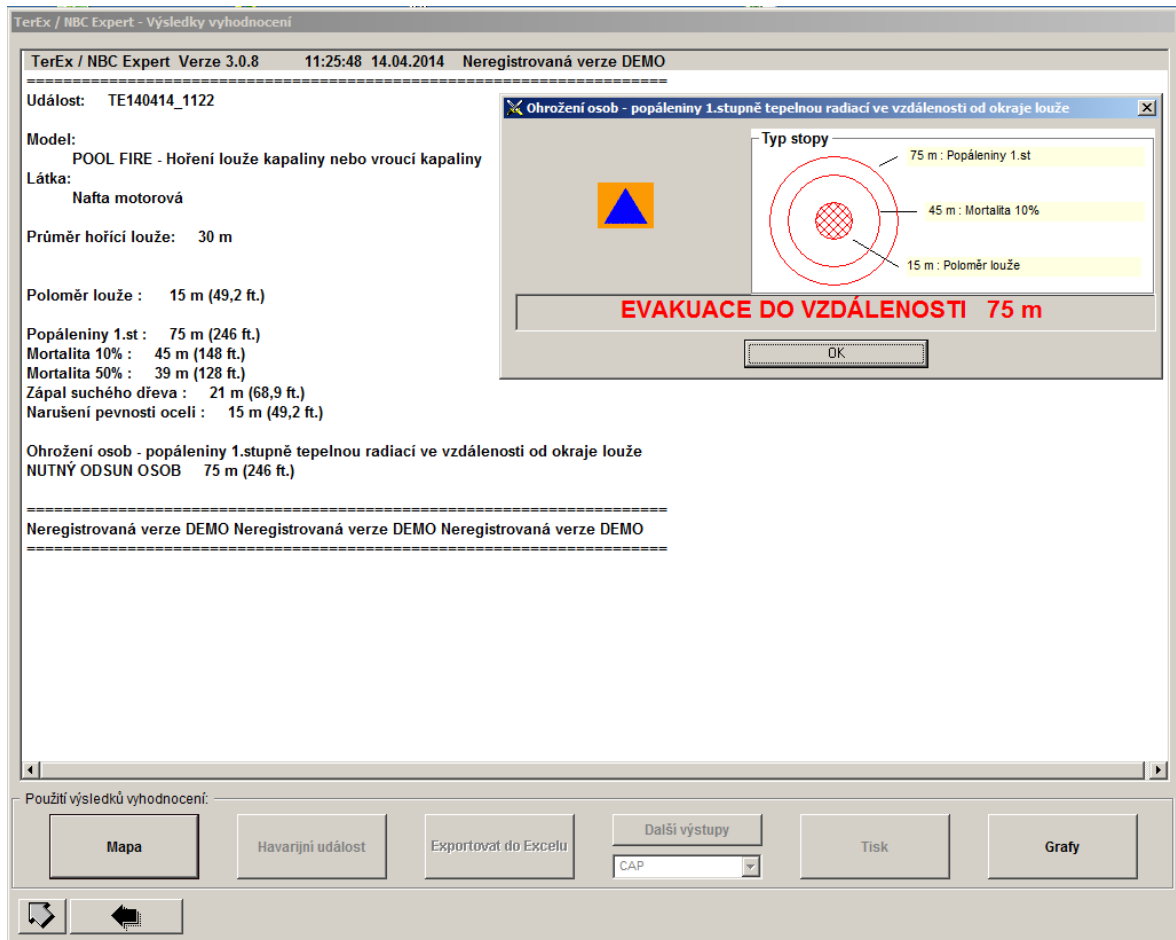 TerEx / NBC Expert - Výsledky vyhodnocení
TerEx / NBC Expert Verze 3.0.8 11:25:48 14.04.2014 Neregistrovaná verze DEMO
======================================================================
Událost: TE140414_1122
Model:
POOL FIRE - Hoření louže kapaliny nebo vroucí kapaliny
Látka:
Nafta motorová
Průměr hořící louže: 30 m
Poloměr louže : 15 m (49,2 ft.)
Popáleniny 1.st : 75 m (246 ft.)
Mortalita 10% : 45 m (148 ft.)
Mortalita 50% : 39 m (128 ft.)
Zápal suchého dřeva : 21 m (68,9 ft.)
Narušení pevnosti oceli : 15 m (49,2 ft.)
Ohrožení osob - popáleniny 1.stupně tepelnou radiací ve vzdálenosti od okraje louže
NUTNÝ ODSUN OSOB 75 m (246 ft.)
======================================================================
Neregistrovaná verze DEMO Neregistrovaná verze DEMO Neregistrovaná verze DEMO
======================================================================
Ohrožení osob - popáleniny 1.stupně tepelnou radiací ve vzdálenosti od okraje louže
Typ stopy
75 m : Popáleniny 1.st
45 m : Mortalita 10%
15 m : Poloměr louže
EVAKUACE DO VZDÁLENOSTI 75 m
OK
Použití výsledků vyhodnocení:
Mapa
Havarijní událost
Exportovat do Excelu
Další výstupy
CAP
Tisk
Grafy